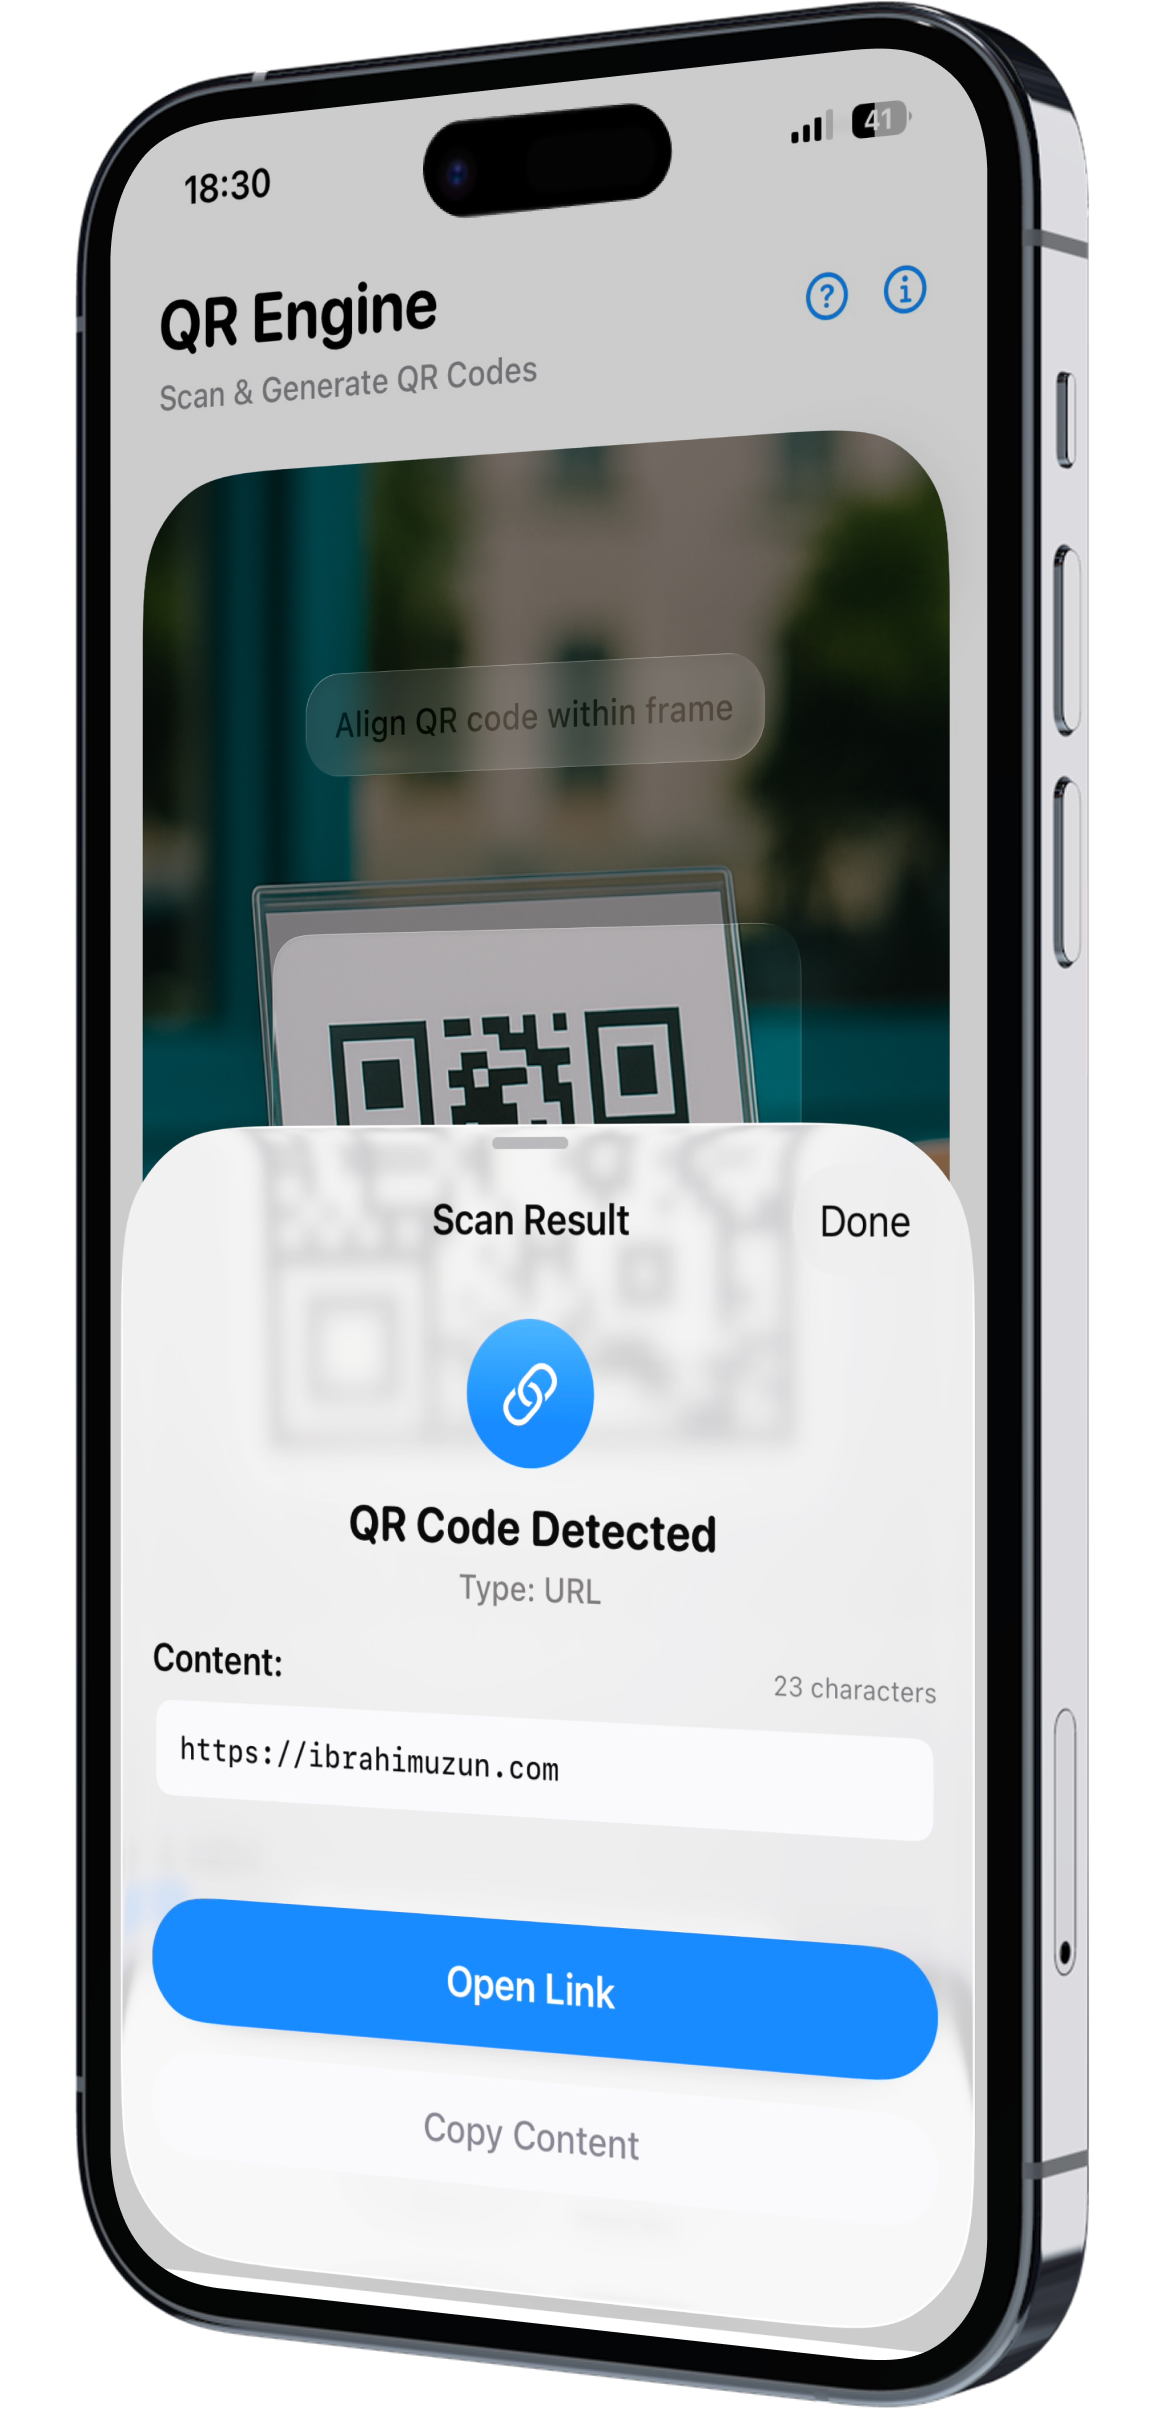 18:30
41
QR Engine
Scan & Generate QR Codes
Align QR code within frame
Scan Result
Done
QR Code Detected
Type: URL
Content:
23 characters
https://ibrahimuzun.com
Open Link
Copy Content